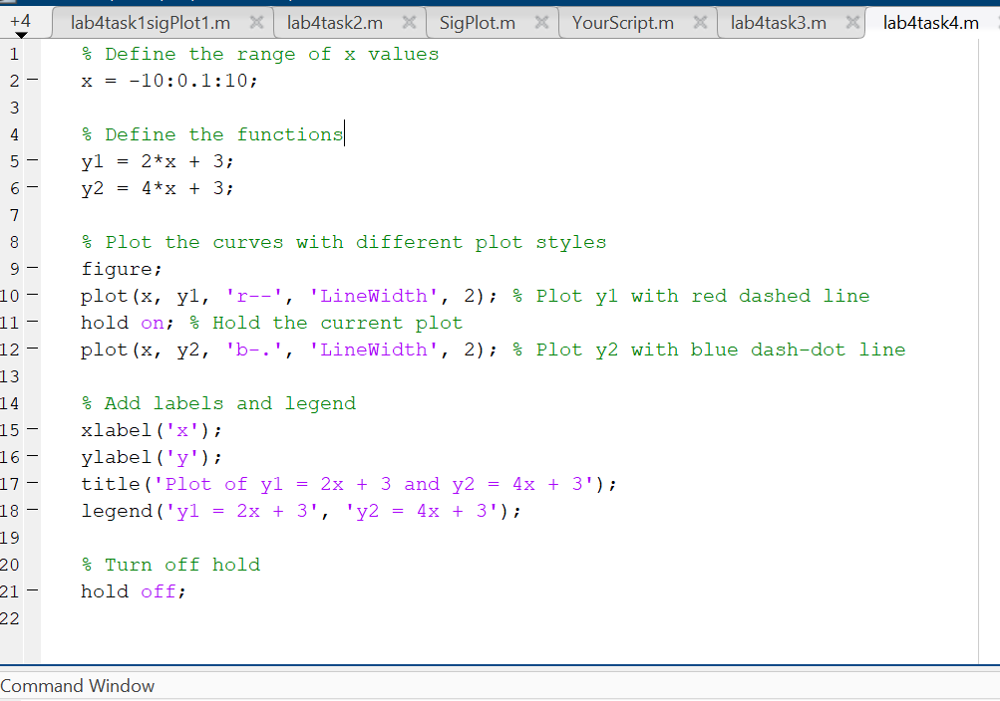 +4 lab4task1sigPlot1.m lab4task2.m SigPlot.m YourScript.m lab4task3.m lab4task4.m
1 % Define the range of x values
2 x = -10:0.1:10;
3
4 % Define the functions
5 y1 = 2*x + 3;
6 y2 = 4*x + 3;
7
8 % Plot the curves with different plot styles
9 figure;
10 plot(x, y1, 'r--', 'LineWidth', 2); % Plot y1 with red dashed line
11 hold on; % Hold the current plot
12 plot(x, y2, 'b-.', 'LineWidth', 2); % Plot y2 with blue dash-dot line
13
14 % Add labels and legend
15 xlabel('x');
16 ylabel('y');
17 title('Plot of y1 = 2x + 3 and y2 = 4x + 3');
18 legend('y1 = 2x + 3', 'y2 = 4x + 3');
19
20 % Turn off hold
21 hold off;
22
Command Window